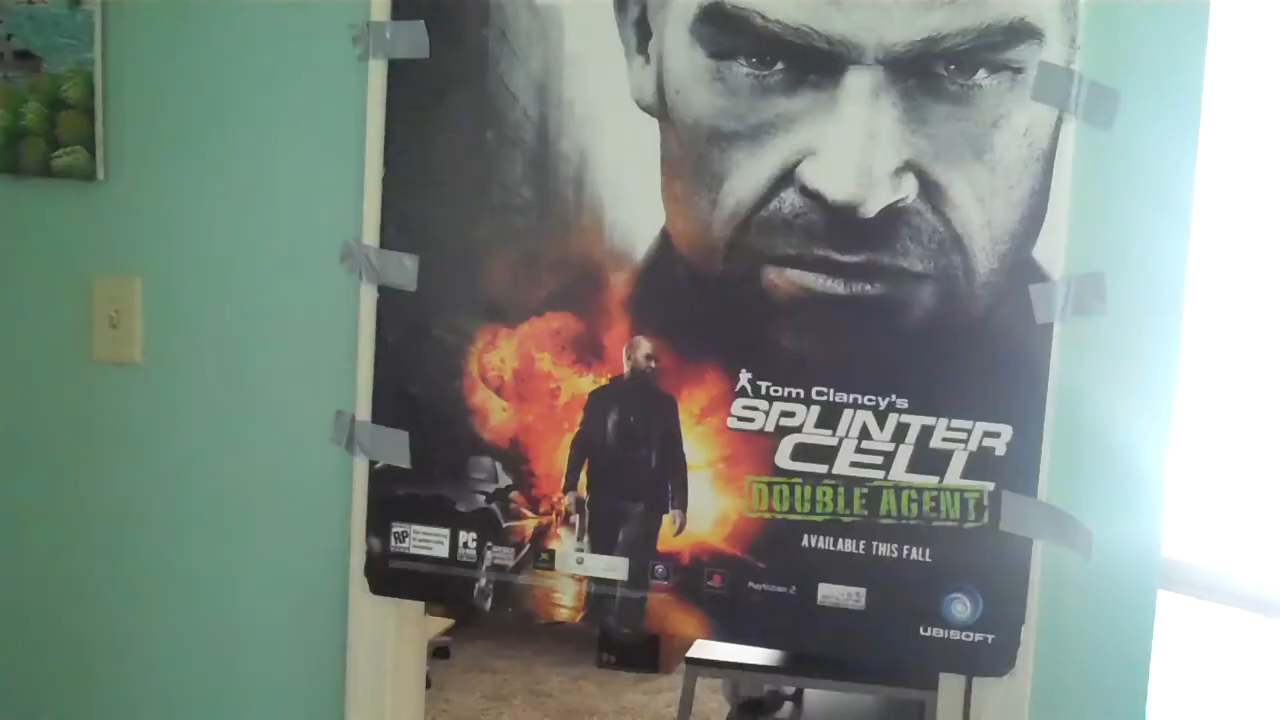 Tom Clancy's
SPLINTER
CELL
DOUBLE AGENT
AVAILABLE THIS FALL
RP
PC
PlayStation 2
UBISOFT